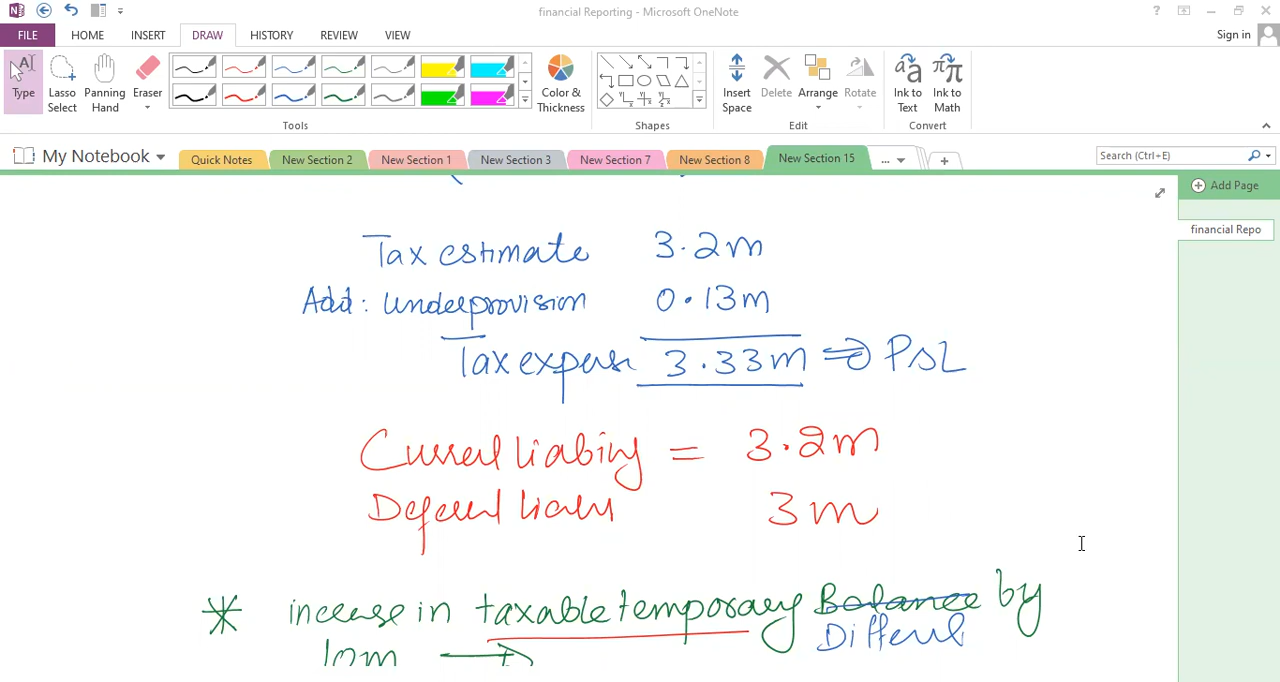 financial Reporting - Microsoft OneNote
FILE HOME INSERT DRAW HISTORY REVIEW VIEW
Sign in
Type
Lasso Select
Panning Hand
Eraser
Color & Thickness
Insert Space
Delete
Arrange
Rotate
Ink to Text
Ink to Math
Tools
Shapes
Edit
Convert
My Notebook
Quick Notes
New Section 2
New Section 1
New Section 3
New Section 7
New Section 8
New Section 15
...
Search (Ctrl+E)
Add Page
financial Repo
Tax estimate 3.2m
Add: underprovision 0.13m
Tax expense 3.33m ⇒ P&L
Current liability = 3.2m
Deferred 3m
* increase in taxable temporary Balance by
Different
10m →